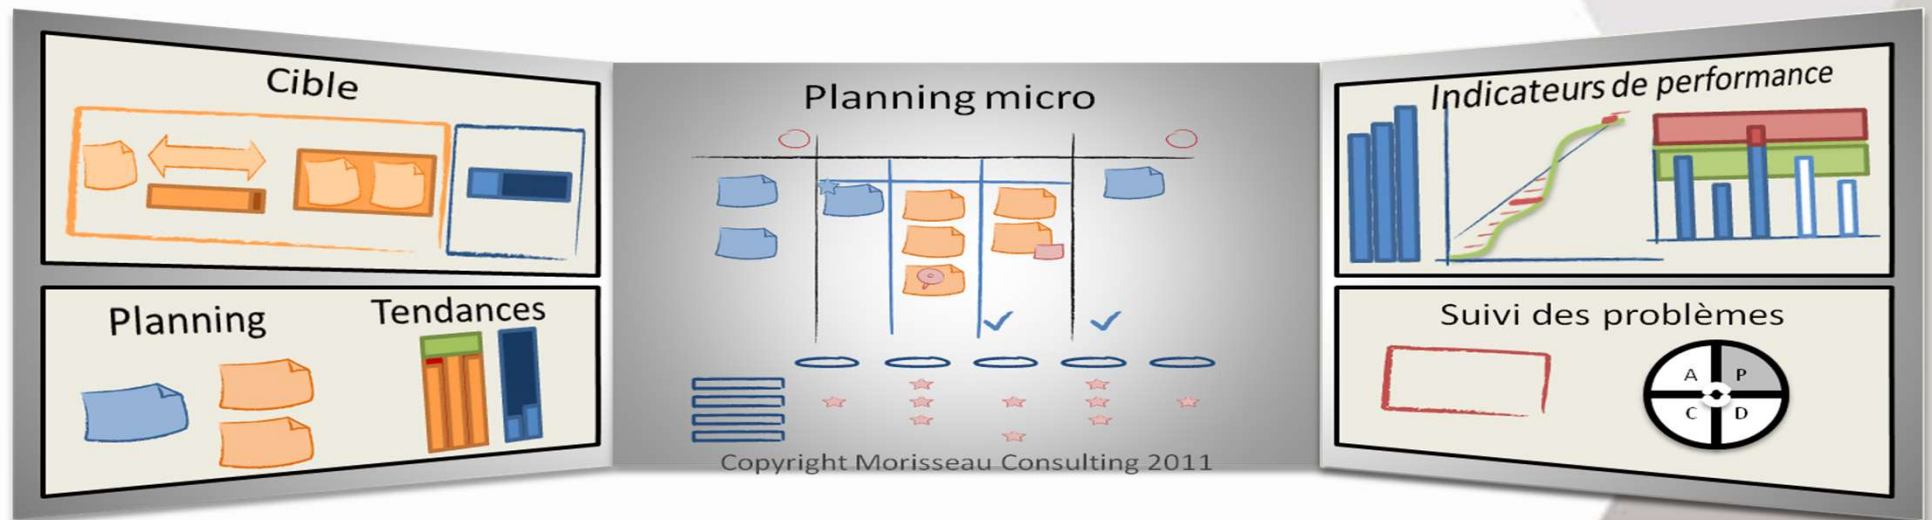 Cible
Planning
Tendances
Planning micro
Copyright Morisseau Consulting 2011
Indicateurs de performance
Suivi des problèmes
A P
C D